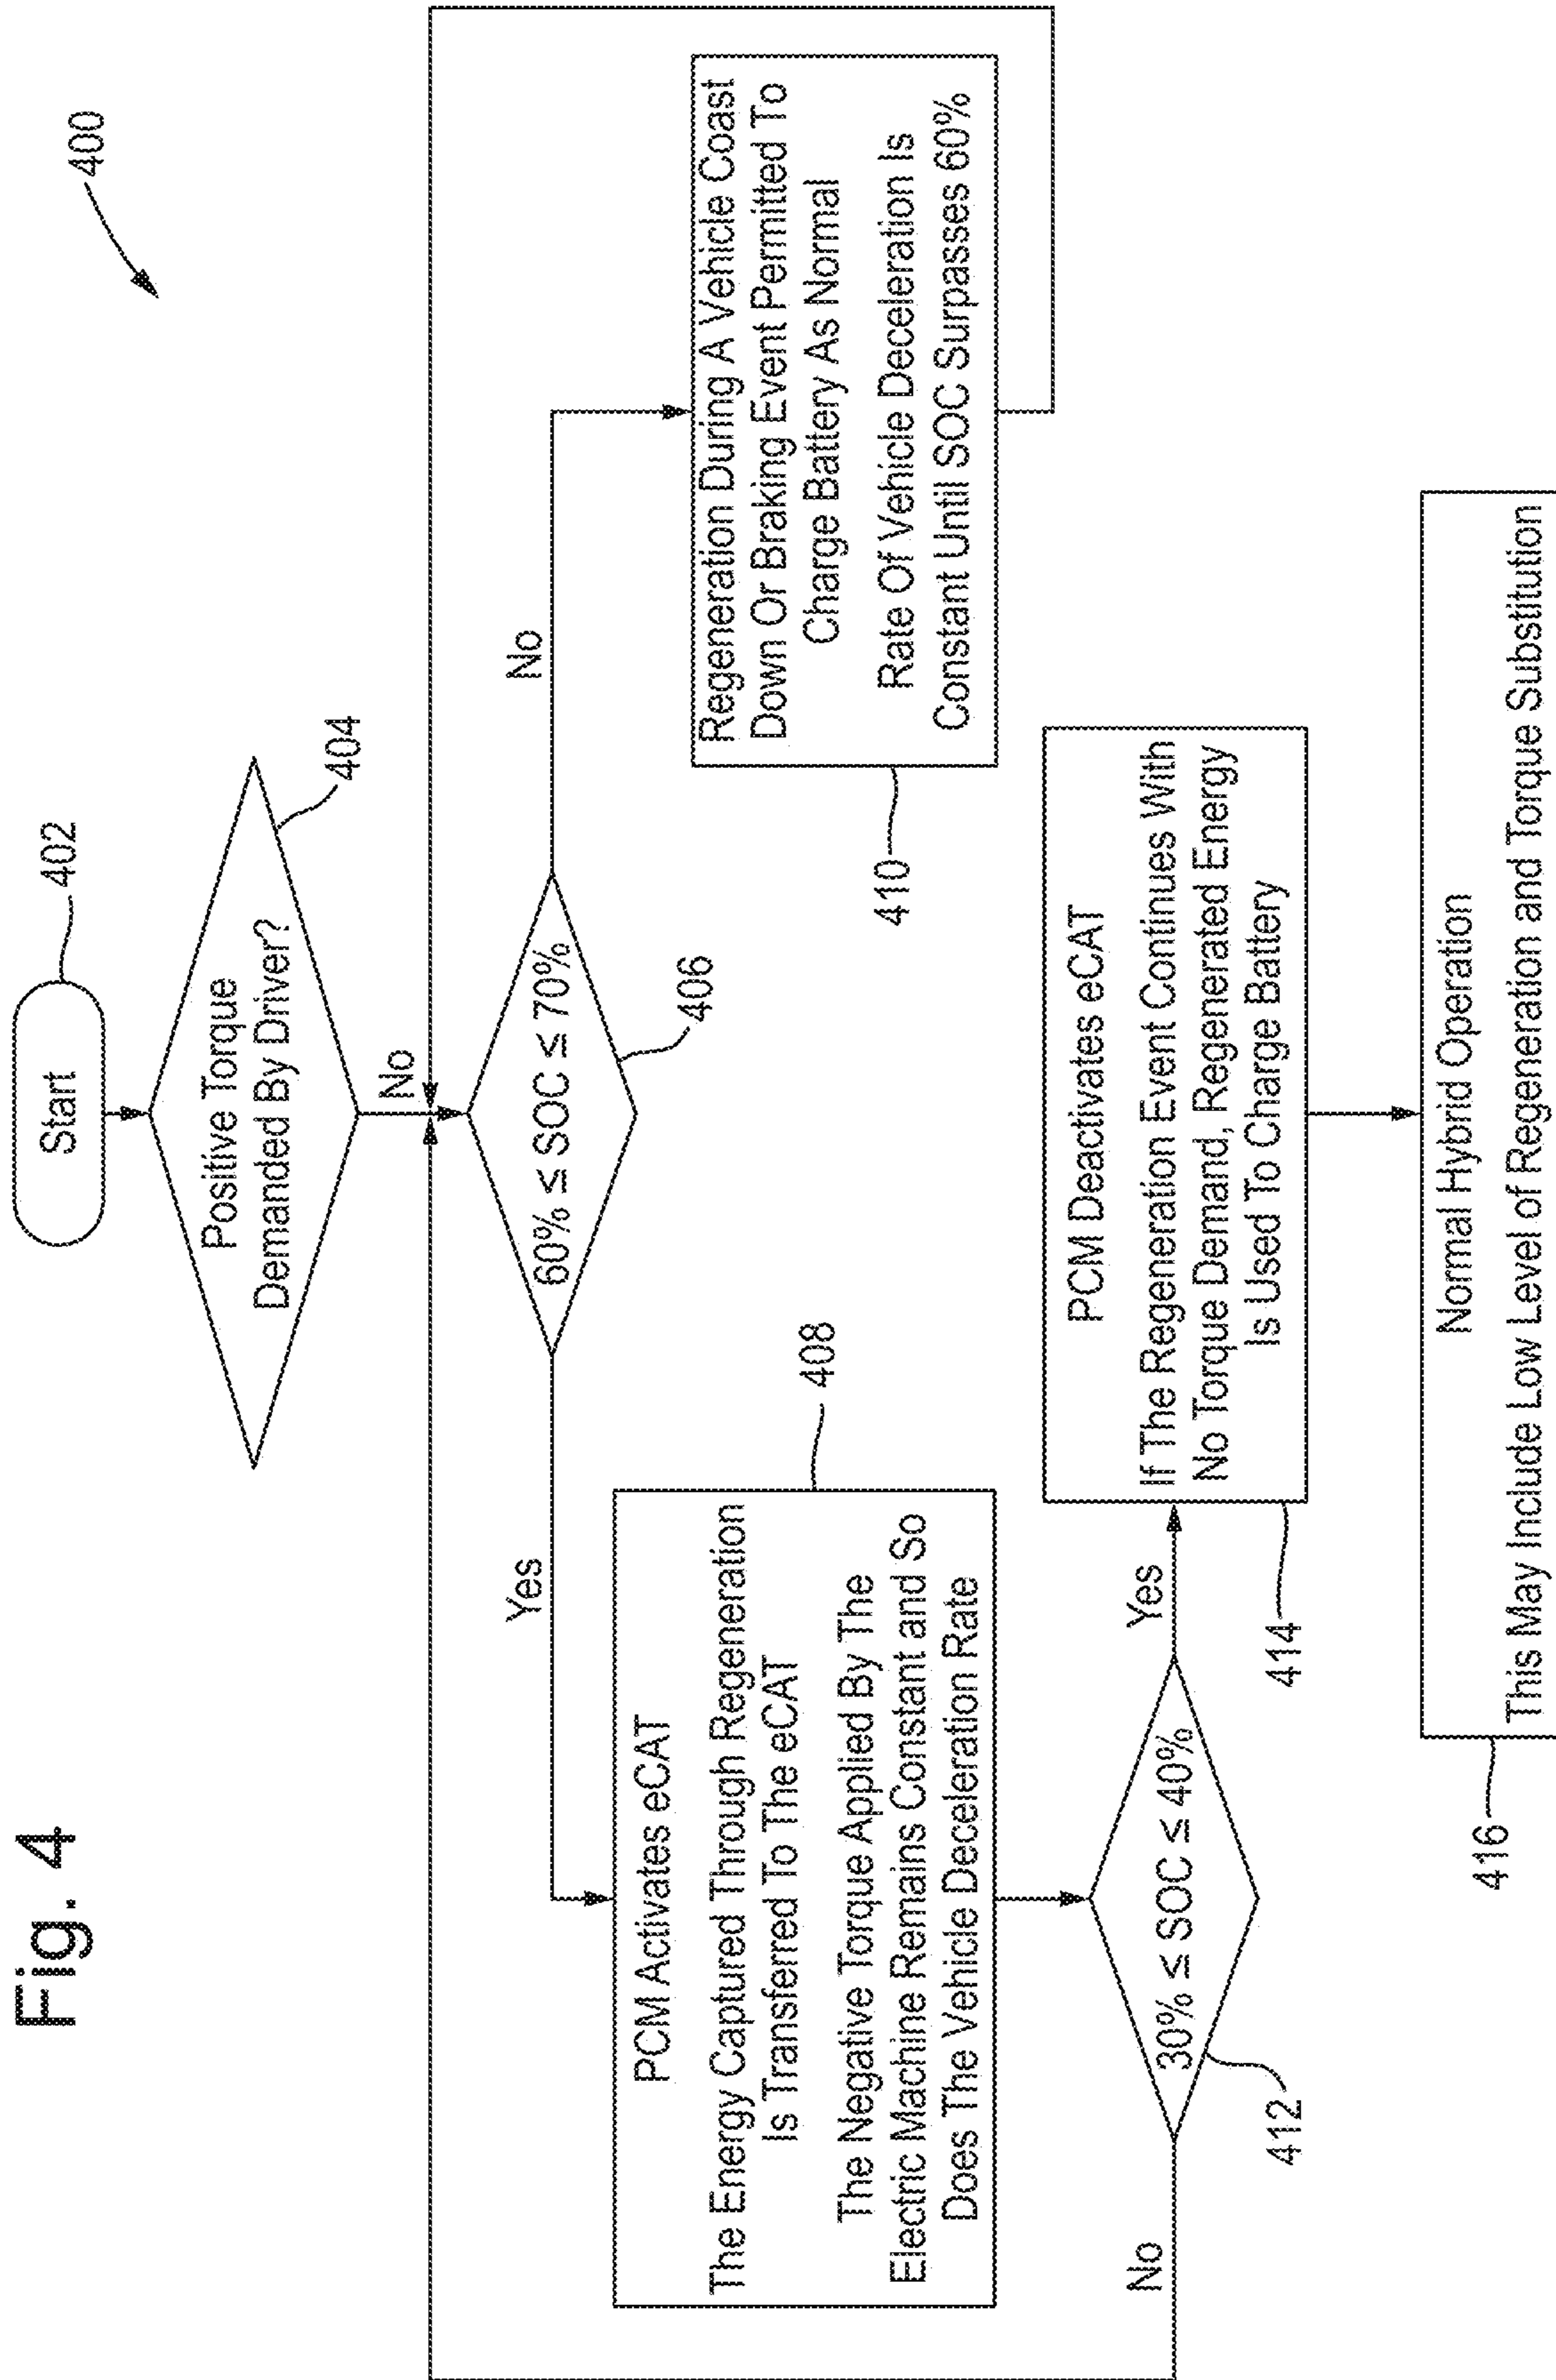 Fig. 4
400
Start
402
Positive Torque
Demanded By Driver?
404
No
60% ≤ SOC ≤ 70%
406
Yes
No
PCM Activates eCAT
The Energy Captured Through Regeneration
Is Transferred To The eCAT
The Negative Torque Applied By The
Electric Machine Remains Constant and So
Does The Vehicle Deceleration Rate
408
Regeneration During A Vehicle Coast
Down Or Braking Event Permitted To
Charge Battery As Normal
Rate Of Vehicle Deceleration Is
Constant Until SOC Surpasses 60%
410
30% ≤ SOC ≤ 40%
412
No
Yes
PCM Deactivates eCAT
If The Regeneration Event Continues With
No Torque Demand, Regenerated Energy
Is Used To Charge Battery
414
Normal Hybrid Operation
This May Include Low Level of Regeneration and Torque Substitution
416